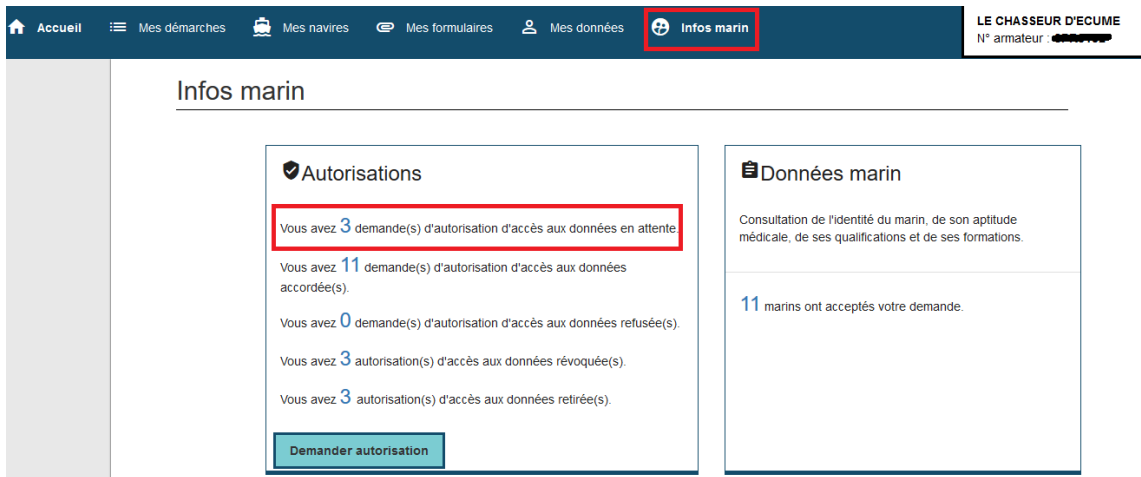 Accueil Mes démarches Mes navires Mes formulaires Mes données Infos marin
LE CHASSEUR D'ECUME
N° armateur :
Infos marin
Autorisations
Vous avez 3 demande(s) d'autorisation d'accès aux données en attente.
Vous avez 11 demande(s) d'autorisation d'accès aux données
accordée(s).
Vous avez 0 demande(s) d'autorisation d'accès aux données refusée(s).
Vous avez 3 autorisation(s) d'accès aux données révoquée(s).
Vous avez 3 autorisation(s) d'accès aux données retirée(s).
Demander autorisation
Données marin
Consultation de l'identité du marin, de son aptitude
médicale, de ses qualifications et de ses formations.
11 marins ont acceptés votre demande.